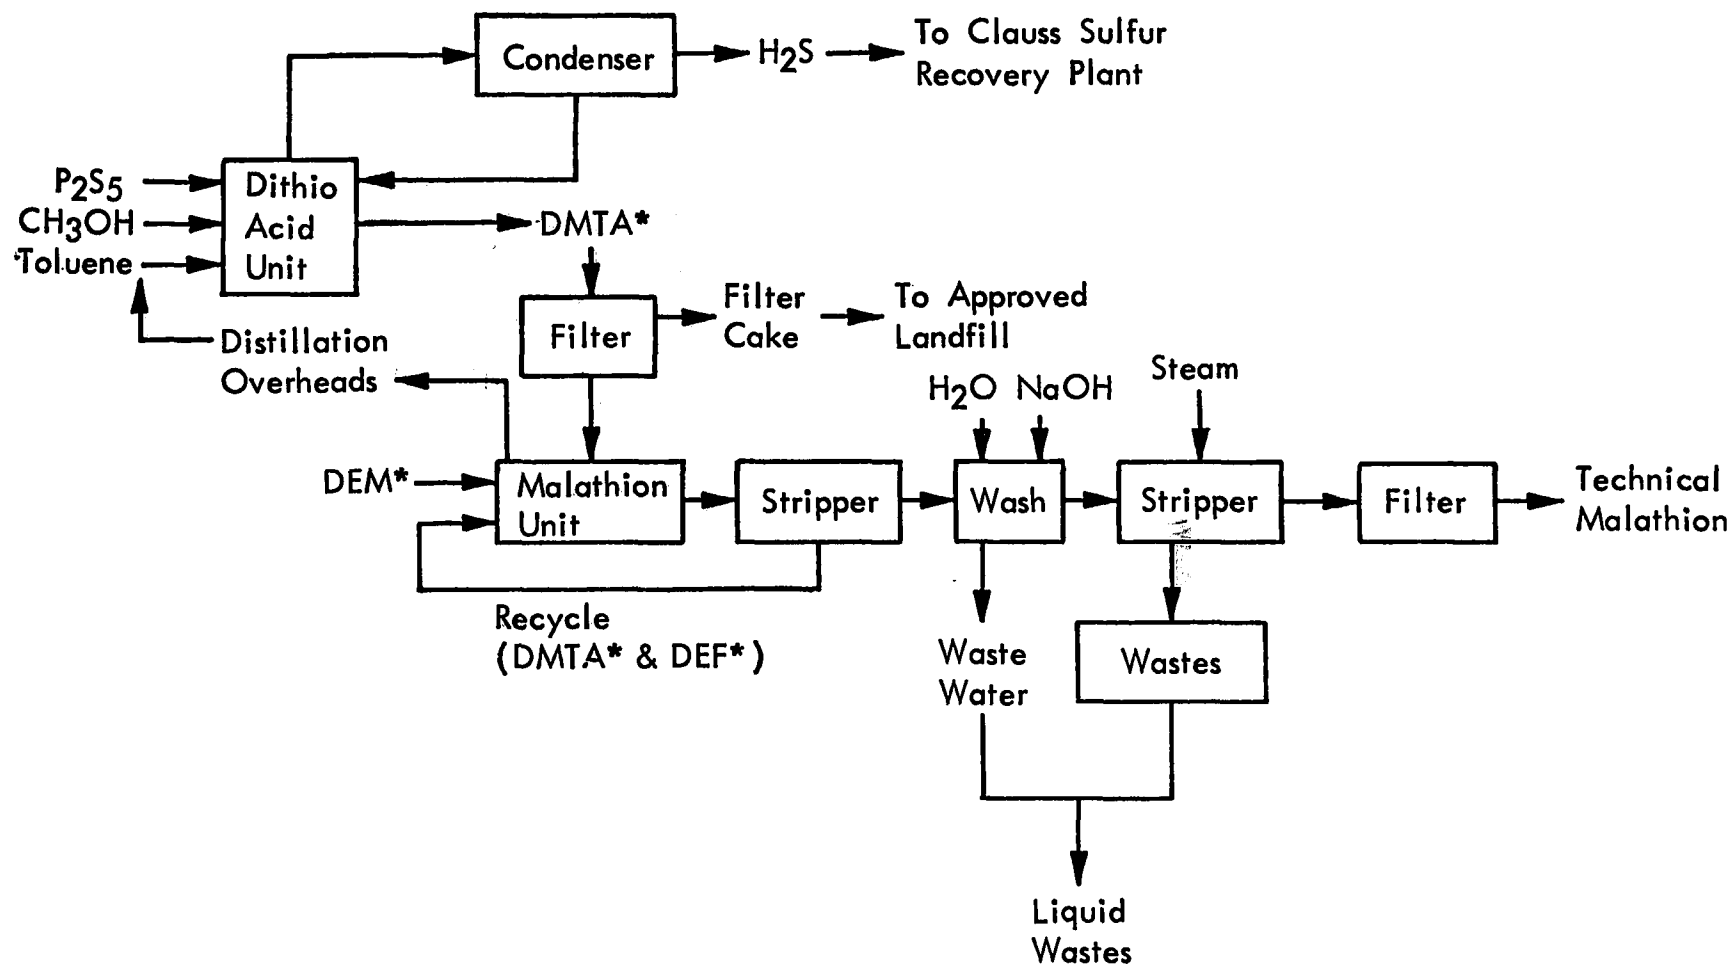 Condenser
H2S
To Clauss Sulfur
Recovery Plant
P2S5
CH3OH
Toluene
Dithio
Acid
Unit
DMTA*
Filter
Filter
Cake
To Approved
Landfill
Distillation
Overheads
H2O
NaOH
Steam
DEM*
Malathion
Unit
Stripper
Wash
Stripper
Filter
Technical
Malathion
Recycle
(DMTA* & DEF*)
Waste
Water
Wastes
Liquid
Wastes